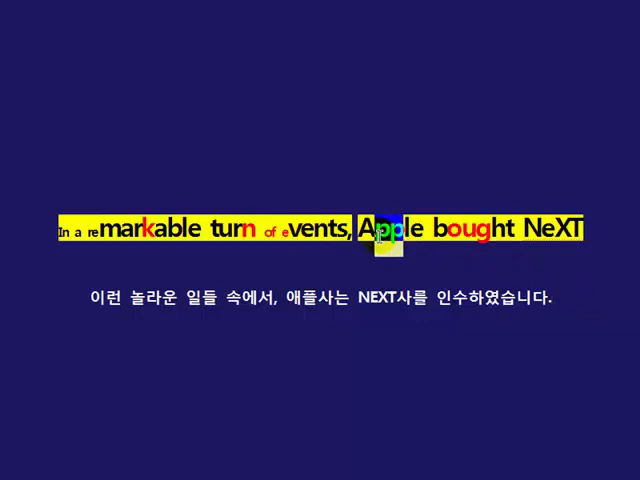 In a remarkable turn of events, Apple bought NeXT
이런 놀라운 일들 속에서, 애플사는 NEXT사를 인수하였습니다.